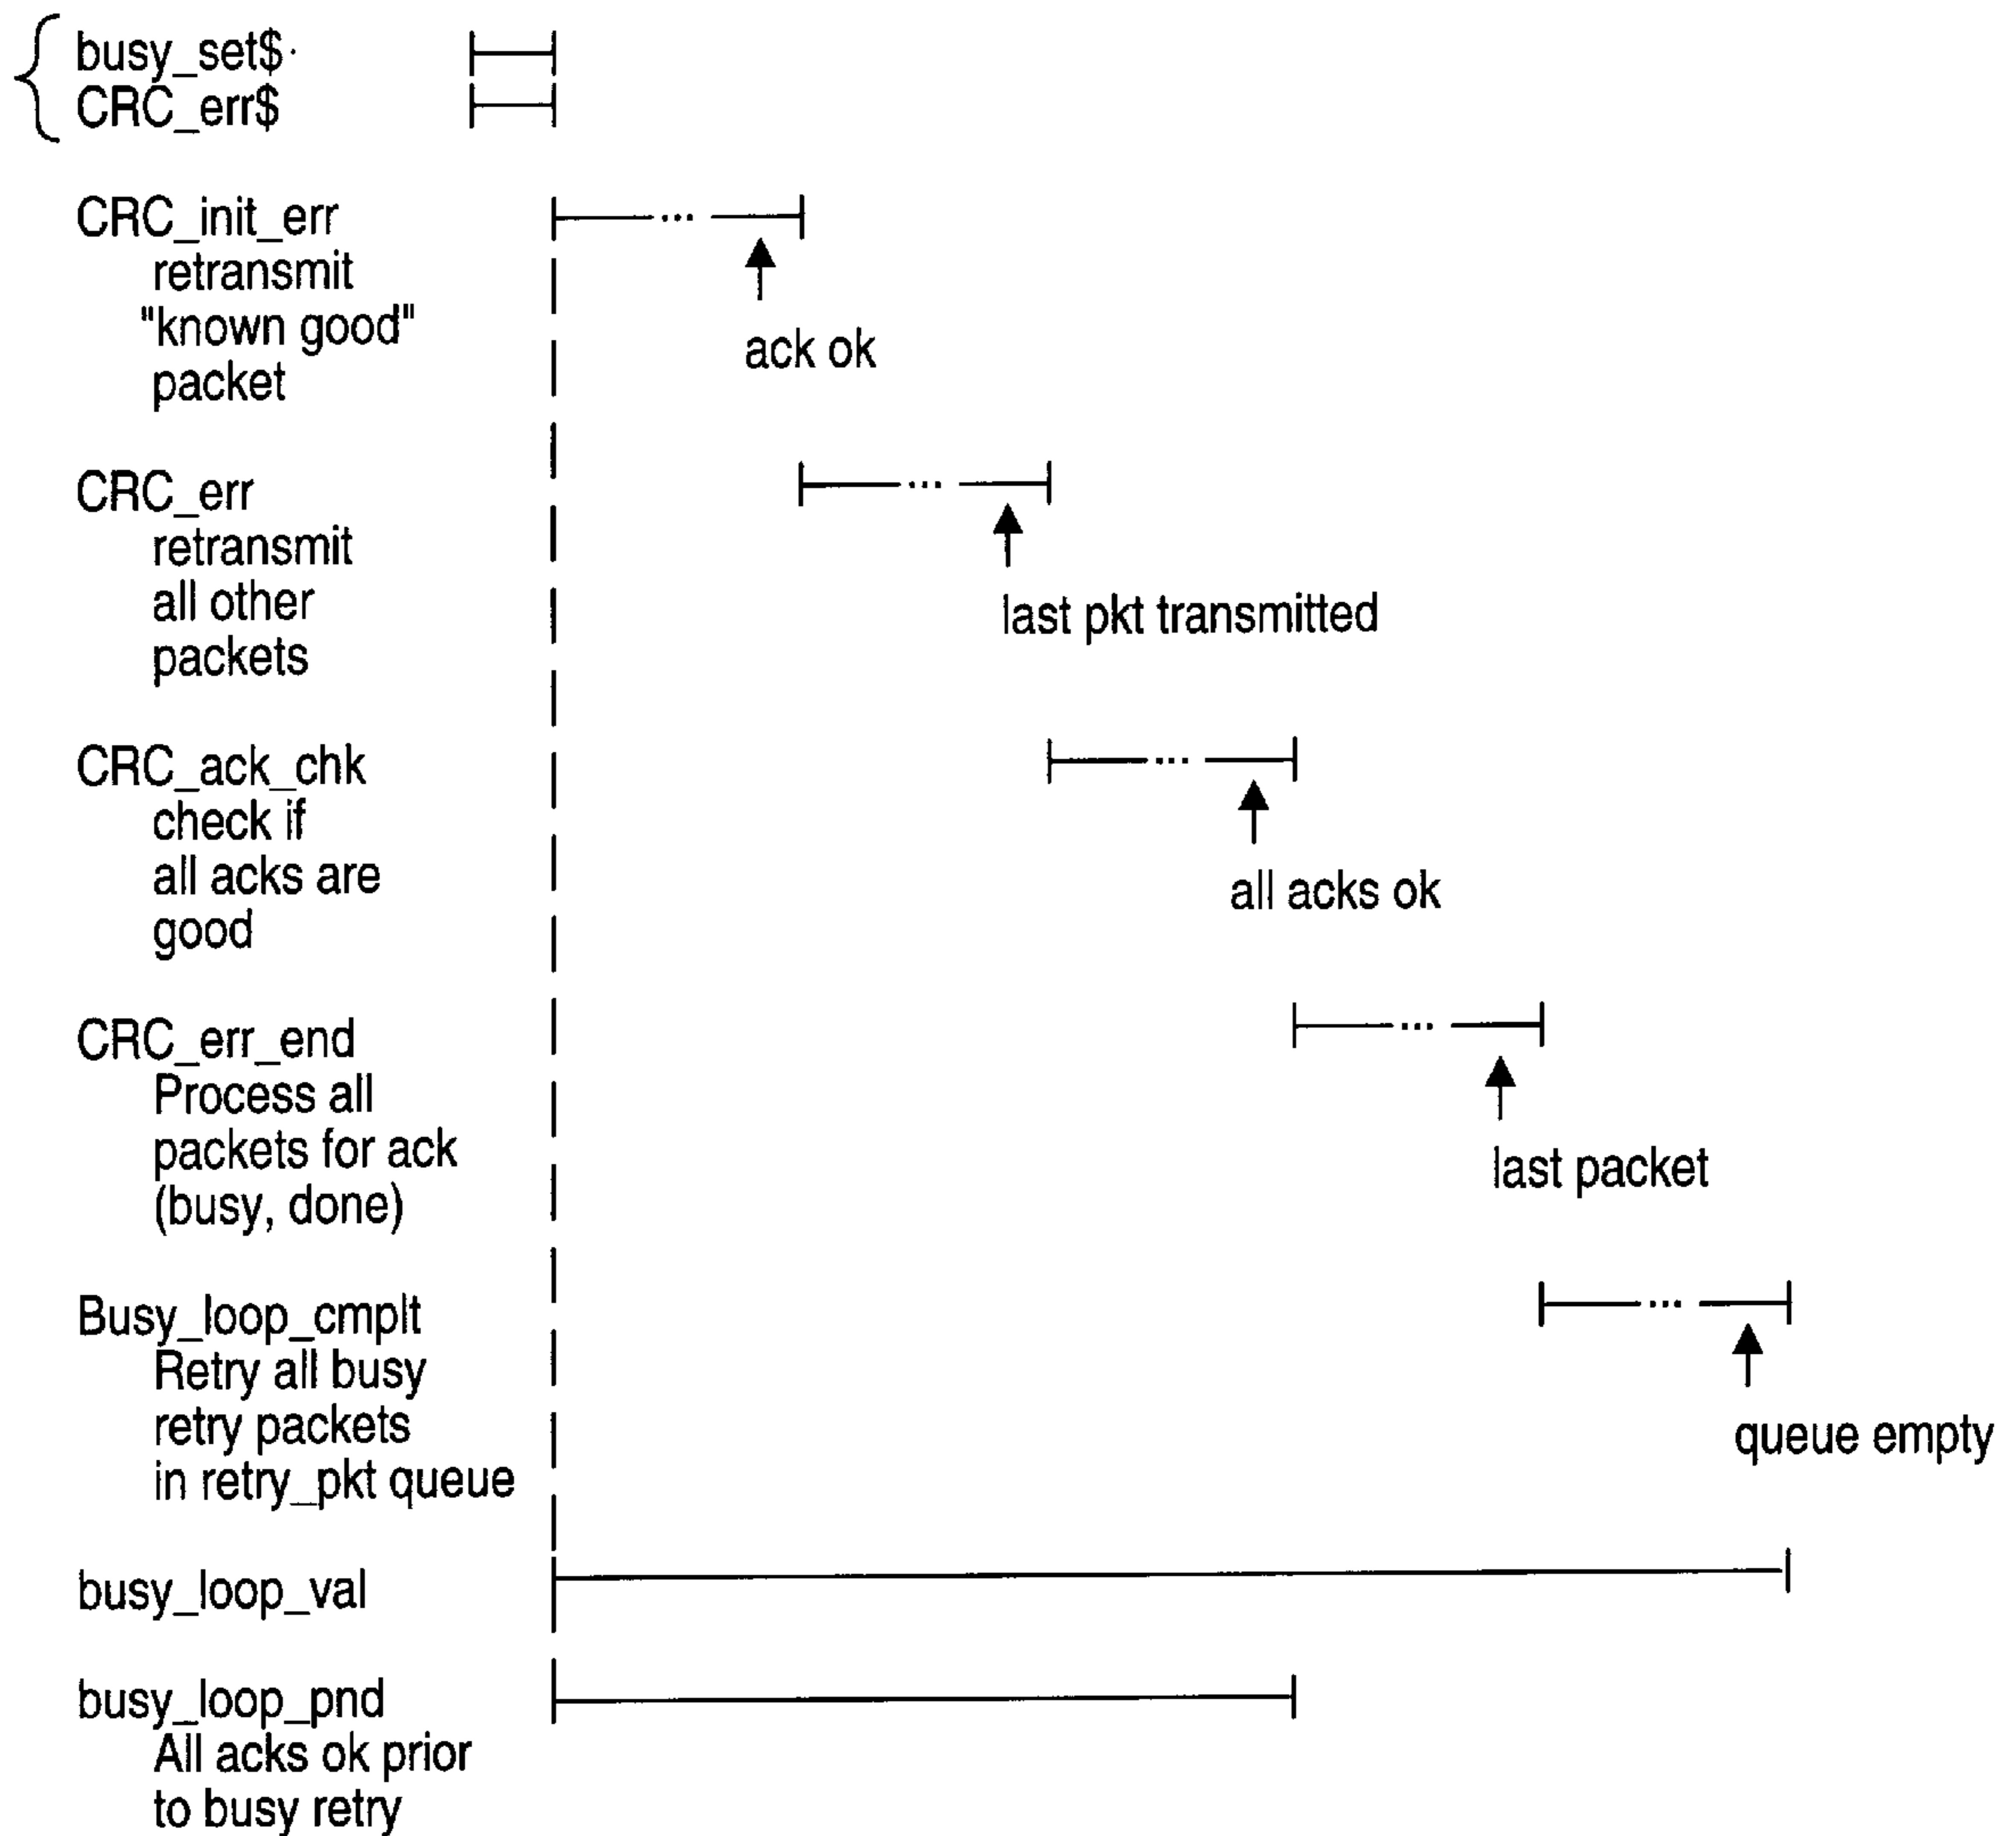 busy_set$
CRC_err$
CRC_init_err
retransmit
"known good"
packet
ack ok
CRC_err
retransmit
all other
packets
last pkt transmitted
CRC_ack_chk
check if
all acks are
good
all acks ok
CRC_err_end
Process all
packets for ack
(busy, done)
last packet
Busy_loop_cmplt
Retry all busy
retry packets
in retry_pkt queue
queue empty
busy_loop_val
busy_loop_pnd
All acks ok prior
to busy retry